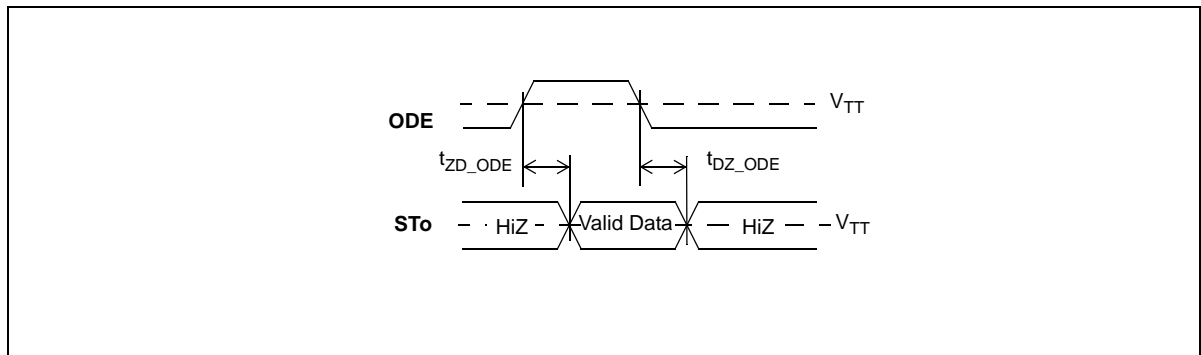 V_TT
ODE
t_ZD_ODE
t_DZ_ODE
STo
HiZ
Valid Data
HiZ
V_TT